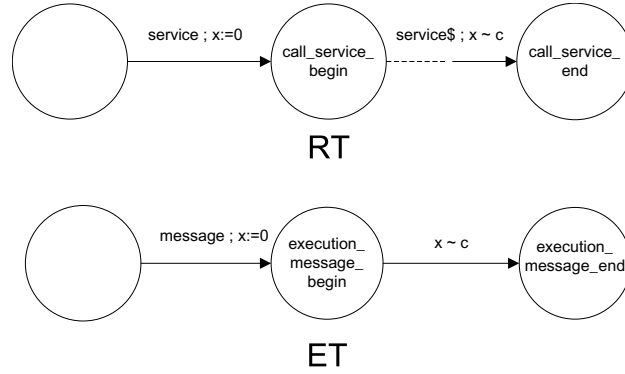 service ; x:=0
call_service_
begin
service$ ; x ~ c
call_service_
end
RT
message ; x:=0
execution_
message_
begin
x ~ c
execution_
message_end
ET